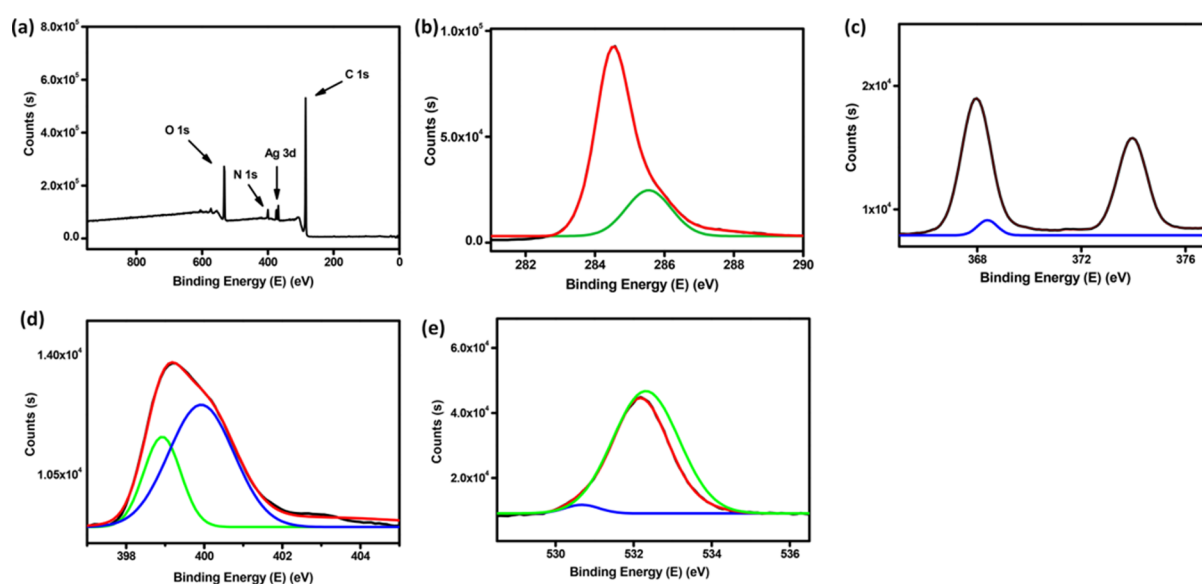 (a)
8.0x10⁵
6.0x10⁵
4.0x10⁵
2.0x10⁵
0.0
Counts (s)
O 1s
N 1s
Ag 3d
C 1s
800 600 400 200 0
Binding Energy (E) (eV)
(b)
1.0x10⁵
5.0x10⁴
0.0
Counts (s)
282 284 286 288 290
Binding Energy (E) (eV)
(c)
2x10⁴
1x10⁴
Counts (s)
368 372 376
Binding Energy (E) (eV)
(d)
1.40x10⁴
1.05x10⁴
Counts (s)
398 400 402 404
Binding Energy (E) (eV)
(e)
6.0x10⁴
4.0x10⁴
2.0x10⁴
Counts (s)
530 532 534 536
Binding Energy (E) (eV)